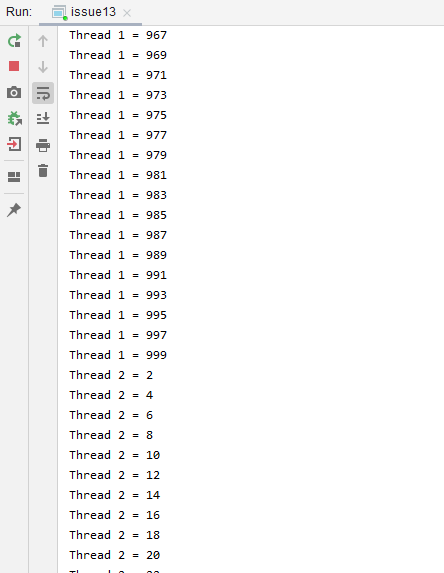 Run: issue13
Thread 1 = 967
Thread 1 = 969
Thread 1 = 971
Thread 1 = 973
Thread 1 = 975
Thread 1 = 977
Thread 1 = 979
Thread 1 = 981
Thread 1 = 983
Thread 1 = 985
Thread 1 = 987
Thread 1 = 989
Thread 1 = 991
Thread 1 = 993
Thread 1 = 995
Thread 1 = 997
Thread 1 = 999
Thread 2 = 2
Thread 2 = 4
Thread 2 = 6
Thread 2 = 8
Thread 2 = 10
Thread 2 = 12
Thread 2 = 14
Thread 2 = 16
Thread 2 = 18
Thread 2 = 20